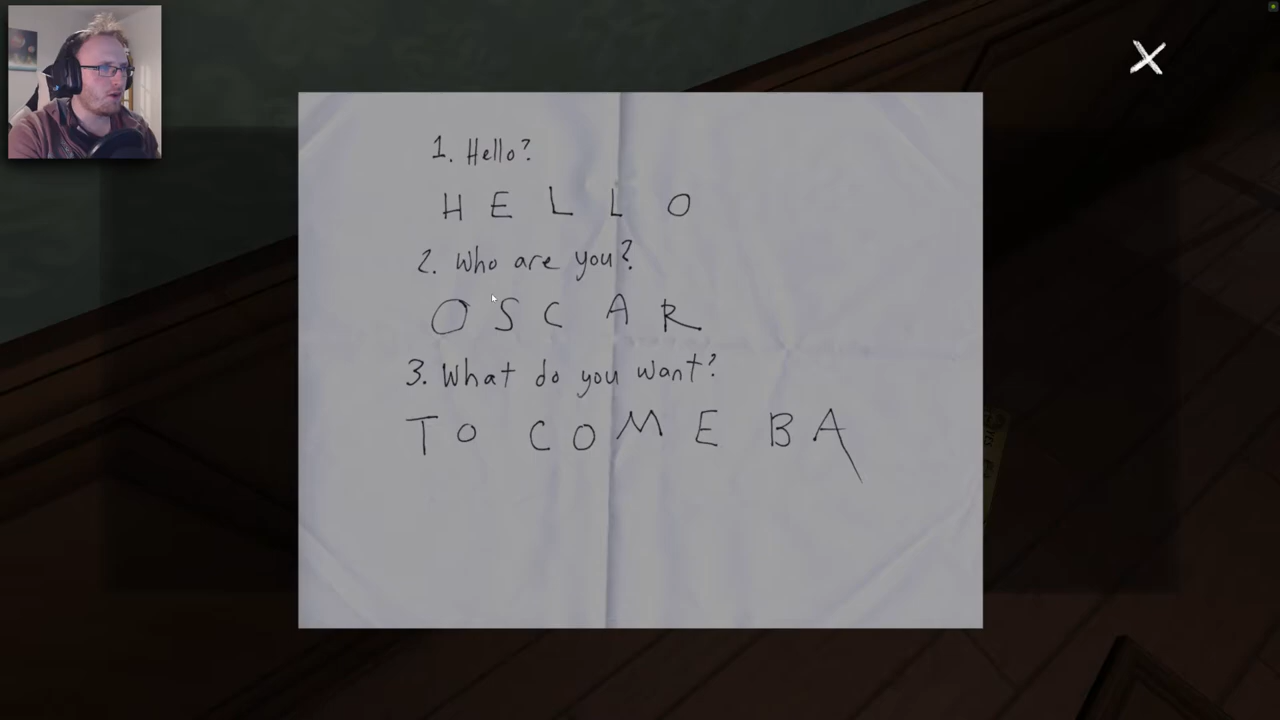 1. Hello?
H E L L O
2. Who are you?
O S C A R
3. What do you want?
T O C O M E B A